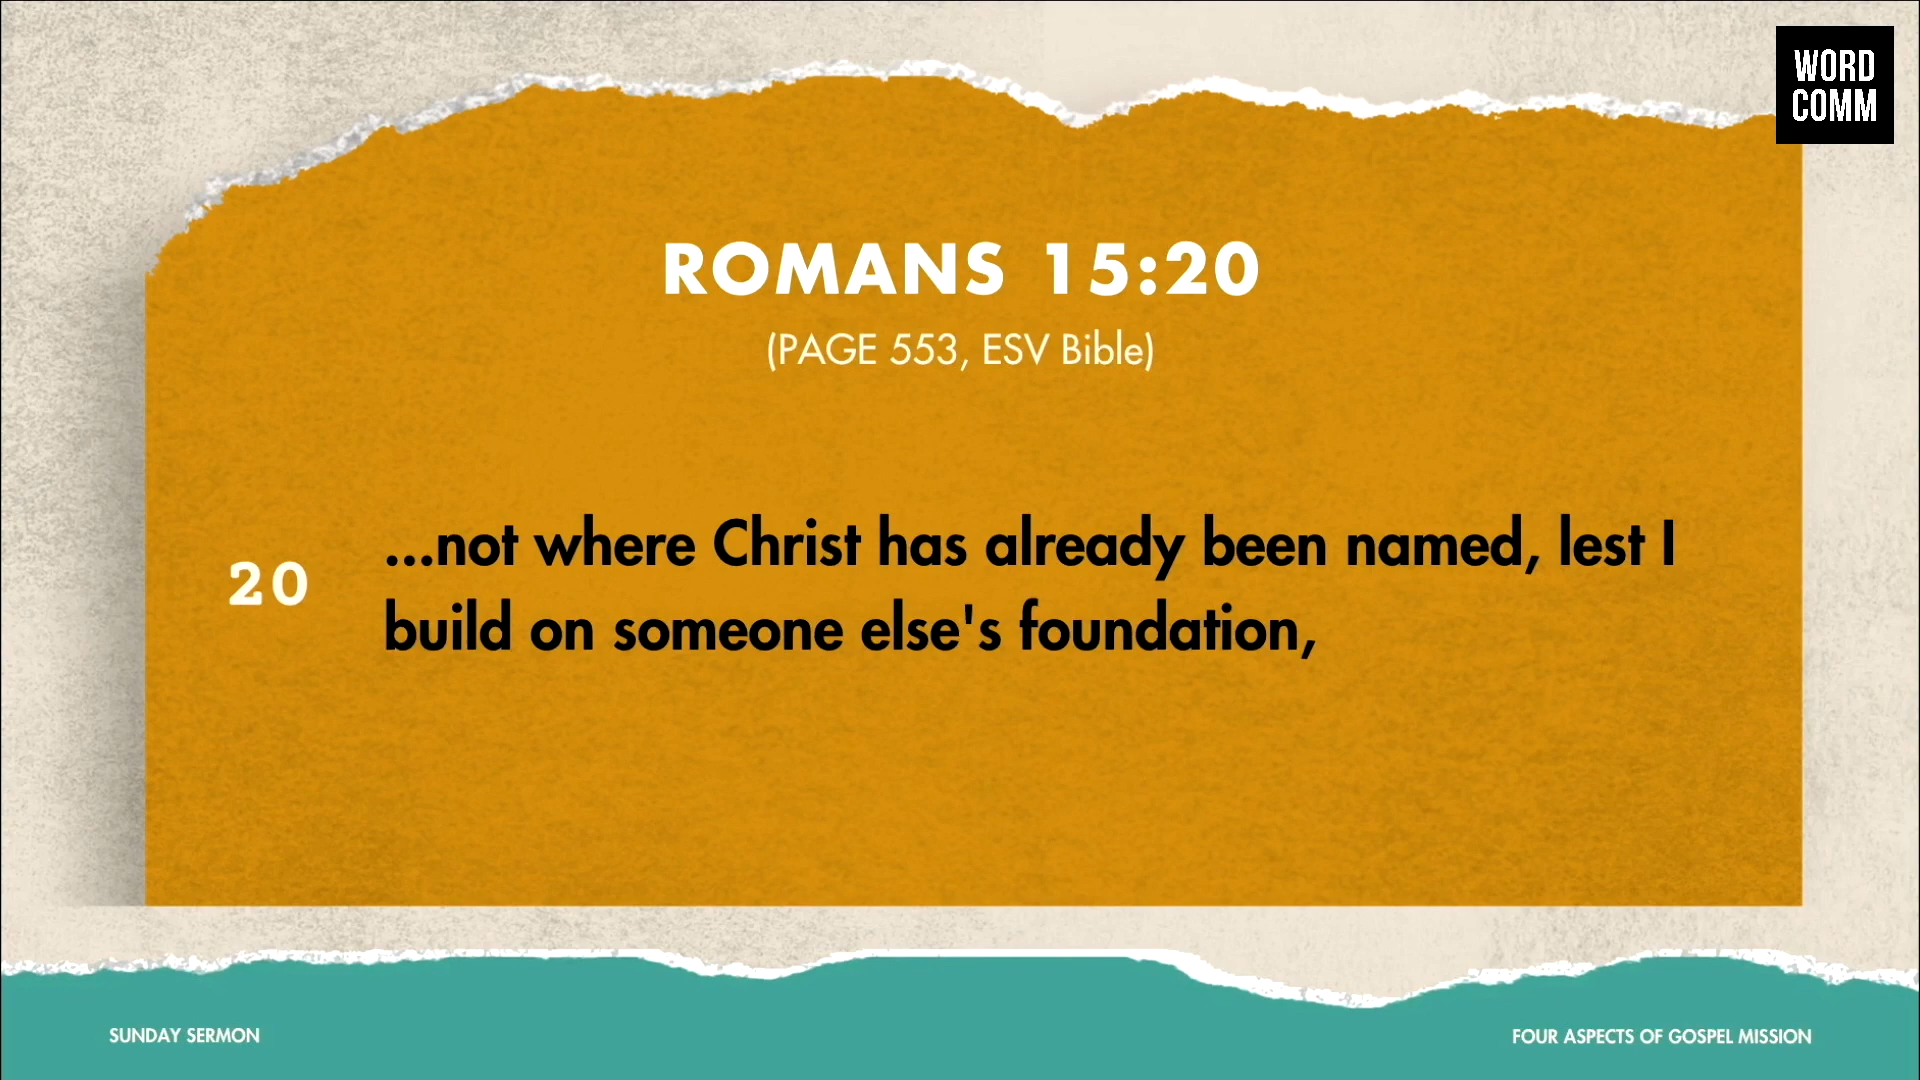 WORD
COMM
ROMANS 15:20
(PAGE 553, ESV Bible)
20
...not where Christ has already been named, lest I
build on someone else's foundation,
SUNDAY SERMON
FOUR ASPECTS OF GOSPEL MISSION